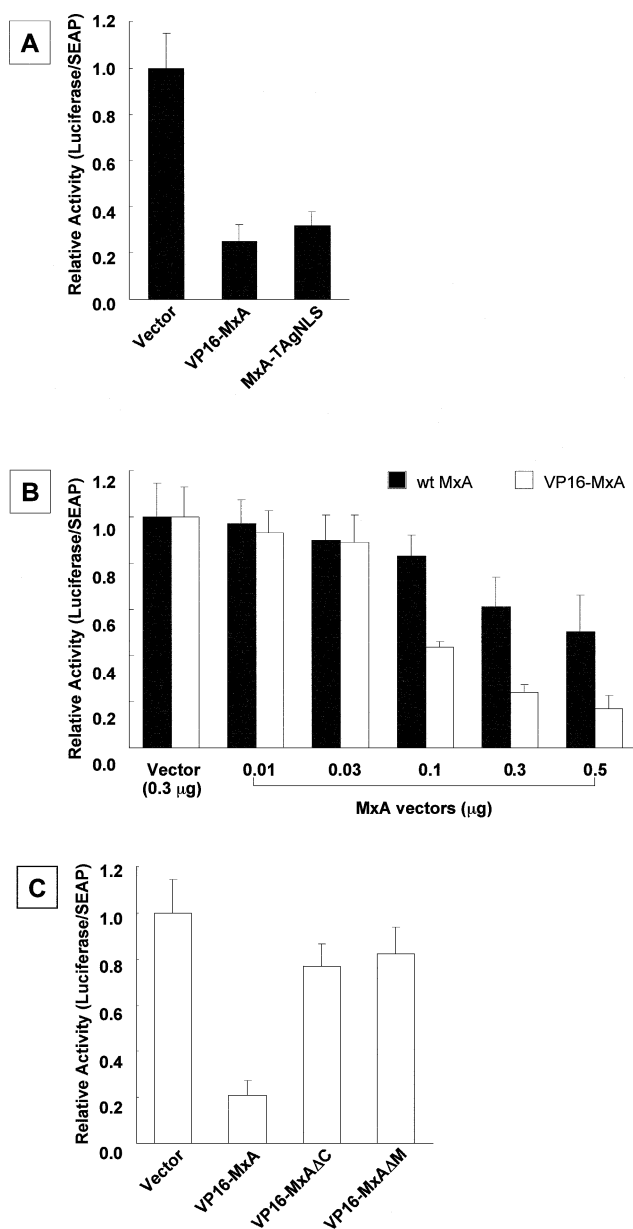 A
Relative Activity (Luciferase/SEAP)
1.2
1.0
0.8
0.6
0.4
0.2
0.0
Vector
VP16-MxA
MxA-TAgNLS
B
Relative Activity (Luciferase/SEAP)
wt MxA
VP16-MxA
1.2
1.0
0.8
0.6
0.4
0.2
0.0
Vector 0.01 0.03 0.1 0.3 0.5
(0.3 µg)
MxA vectors (µg)
C
Relative Activity (Luciferase/SEAP)
1.2
1.0
0.8
0.6
0.4
0.2
0.0
Vector
VP16-MxA
VP16-MxAΔC
VP16-MxAΔM